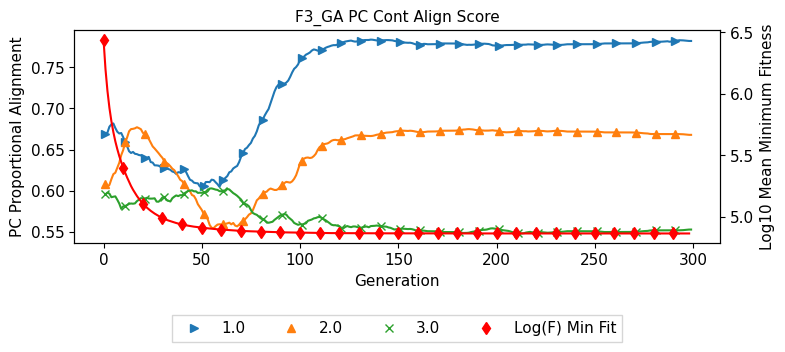 F3_GA PC Cont Align Score
PC Proportional Alignment
0.75
0.70
0.65
0.60
0.55
6.5
6.0
5.5
5.0
Log10 Mean Minimum Fitness
0 50 100 150 200 250 300
Generation
1.0 2.0 3.0 Log(F) Min Fit